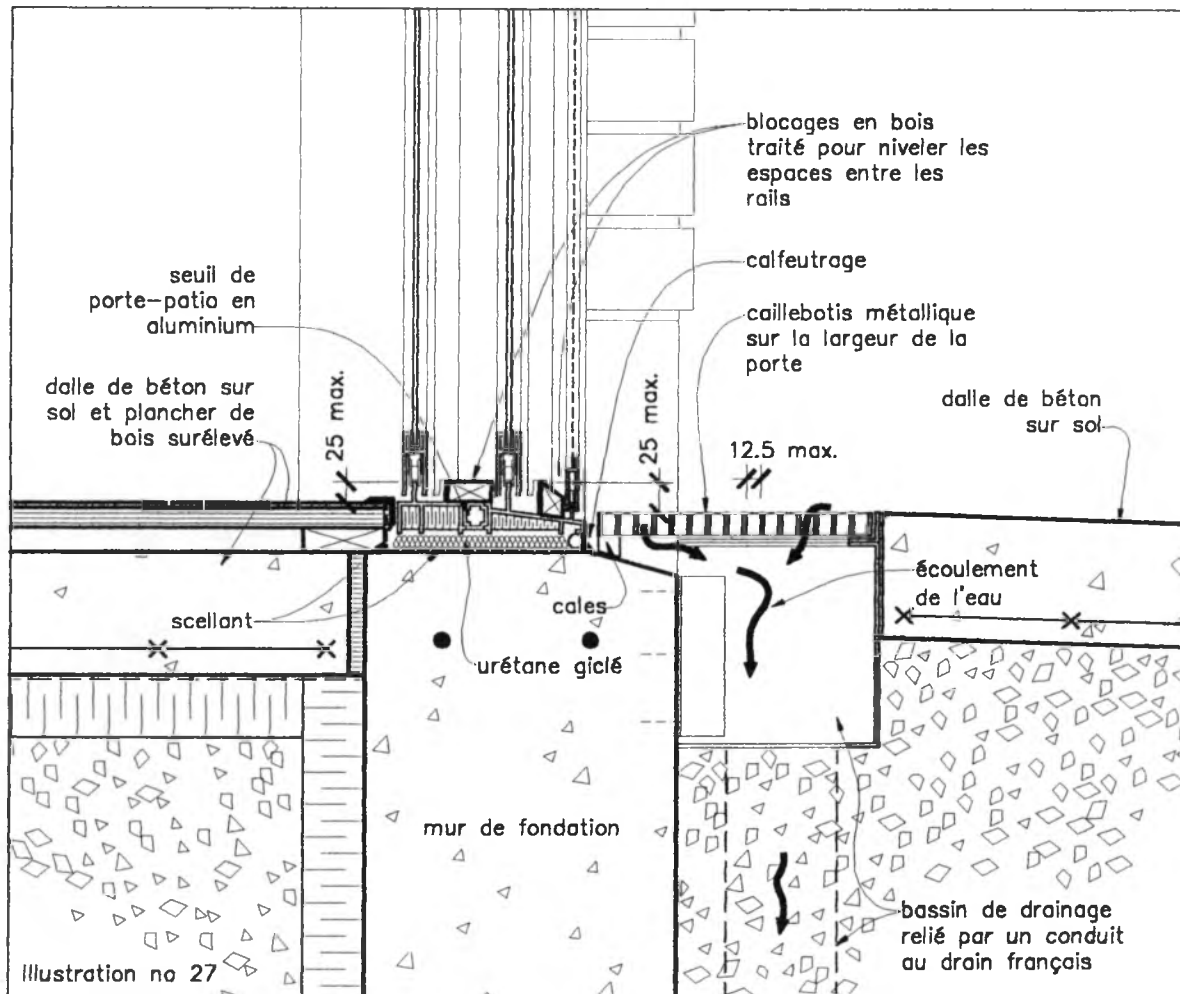 blocages en bois
traité pour niveler les
espaces entre les
rails
seuil de
porte-patio en
aluminium
calfeutrage
caillebotis métallique
sur la largeur de la
porte
dalle de béton sur
sol et plancher de
bois surélevé
25 max.
25 max.
12.5 max.
dalle de béton
sur sol
scellant
cales
écoulement
de l'eau
urétane giclé
mur de fondation
bassin de drainage
relié par un conduit
au drain français
illustration no 27